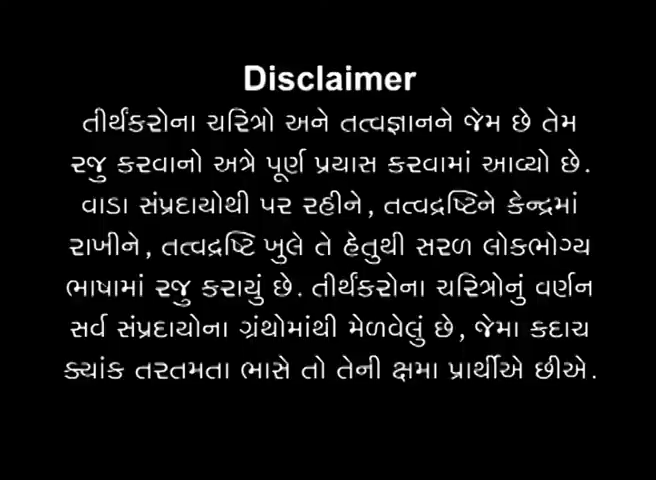 Disclaimer
તીર્થંકરોના ચરિત્રો અને તત્વજ્ઞાનને જેમ છે તેમ
રજુ કરવાનો અત્રે પૂર્ણ પ્રયાસ કરવામાં આવ્યો છે.
વાડા સંપ્રદાયોથી પર રહીને, તત્વદ્રષ્ટિને કેન્દ્રમાં
રાખીને, તત્વદ્રષ્ટિ ખુલે તે હેતુથી સરળ લોકભોગ્ય
ભાષામાં રજુ કરાયું છે. તીર્થંકરોના ચરિત્રોનું વર્ણન
સર્વ સંપ્રદાયોના ગ્રંથોમાંથી મેળવેલું છે, જેમા કદાચ
ક્યાંક તરતમતા ભાસે તો તેની ક્ષમા પ્રાર્થીએ છીએ.